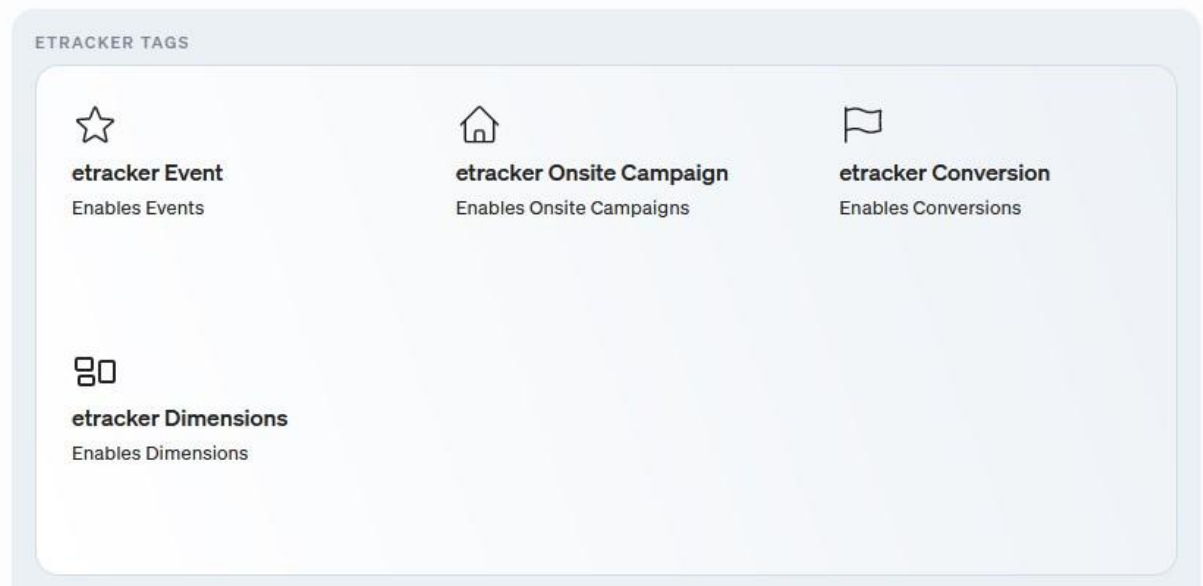 ETRACKER TAGS
etracker Event
Enables Events
etracker Onsite Campaign
Enables Onsite Campaigns
etracker Conversion
Enables Conversions
etracker Dimensions
Enables Dimensions